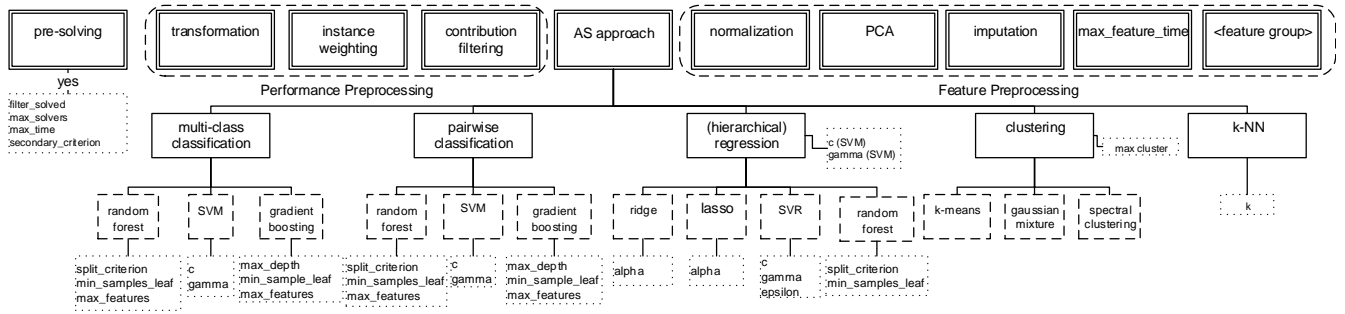 pre-solving
transformation
instance
weighting
contribution
filtering
AS approach
normalization
PCA
imputation
max_feature_time
<feature group>
yes
Performance Preprocessing
Feature Preprocessing
filter_solved
max_solvers
max_time
secondary_criterion
multi-class
classification
pairwise
classification
(hierarchical)
regression
c (SVM)
gamma (SVM)
clustering
max cluster
k-NN
random
forest
SVM
gradient
boosting
random
forest
SVM
gradient
boosting
ridge
lasso
SVR
random
forest
k-means
gaussian
mixture
spectral
clustering
k
split_criterion
min_samples_leaf
max_features
c
gamma
max_depth
min_sample_leaf
max_features
split_criterion
min_samples_leaf
max_features
c
gamma
max_depth
min_sample_leaf
max_features
alpha
alpha
c
gamma
epsilon
split_criterion
min_samples_leaf